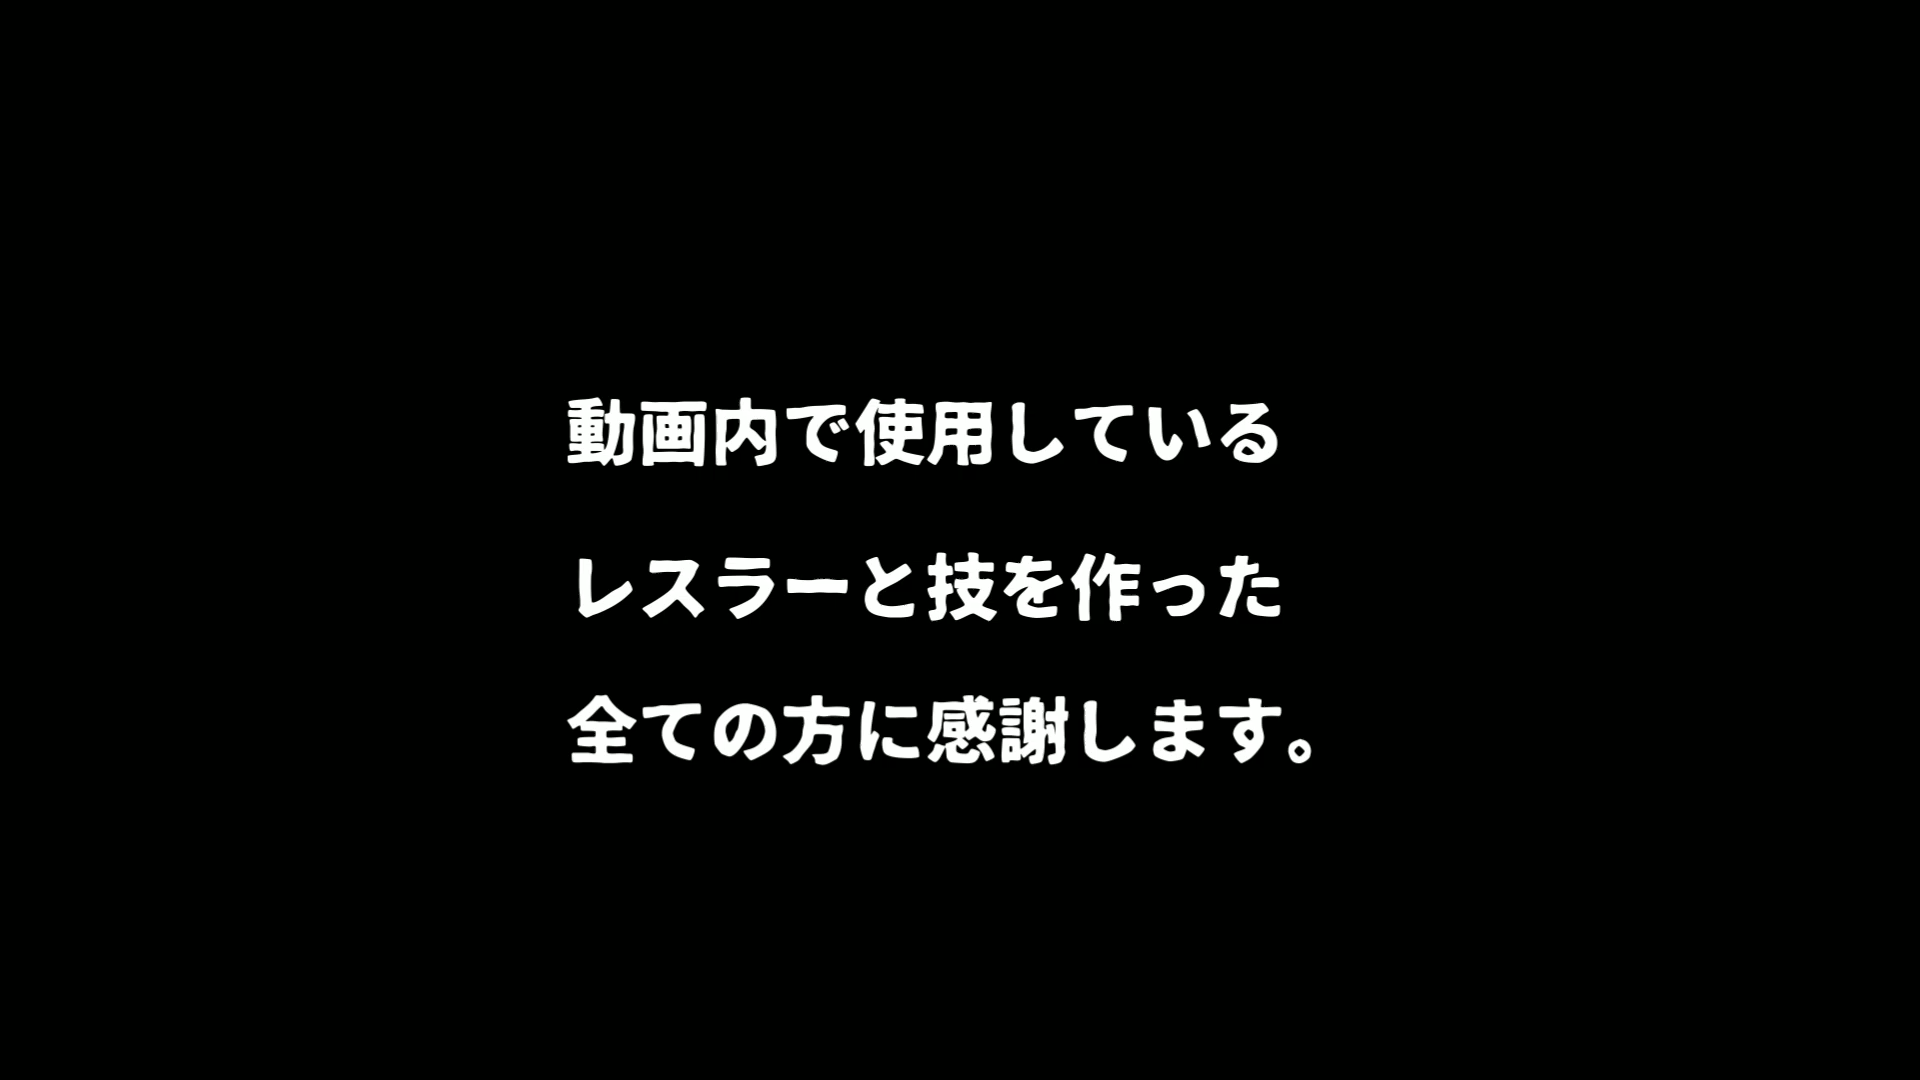 動画内で使用している
レスラーと技を作った
全ての方に感謝します。